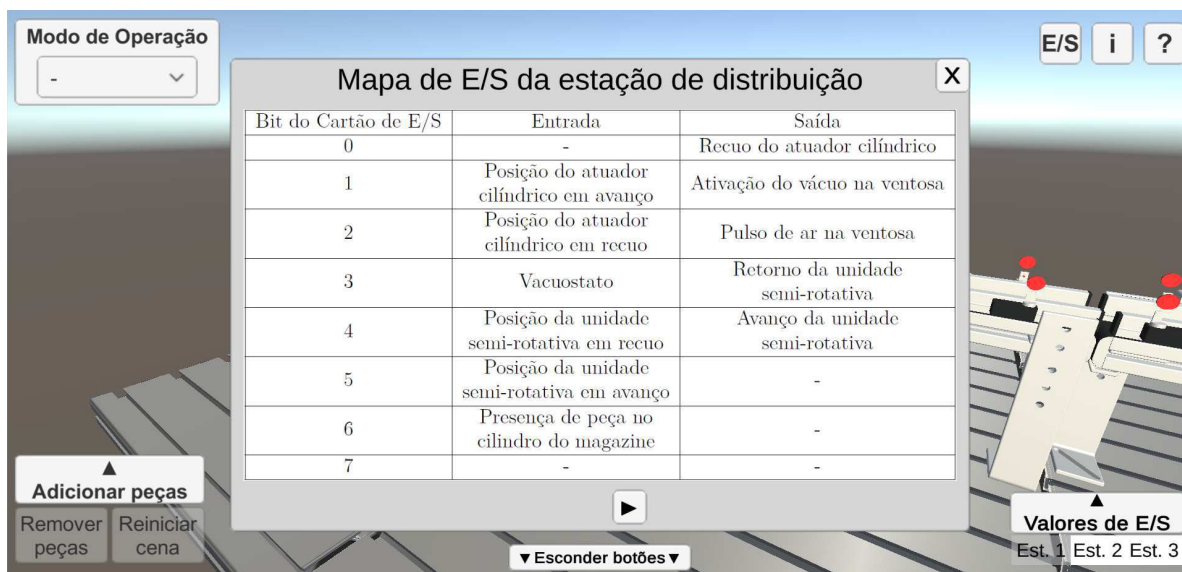 Modo de Operação
-
E/S
i
?
Mapa de E/S da estação de distribuição
X
Bit do Cartão de E/S Entrada Saída
0 - Recuo do atuador cilíndrico
1 Posição do atuador cilíndrico em avanço Ativação do vácuo na ventosa
2 Posição do atuador cilíndrico em recuo Pulso de ar na ventosa
3 Vacuostato Retorno da unidade semi-rotativa
4 Posição da unidade semi-rotativa em recuo Avanço da unidade semi-rotativa
5 Posição da unidade semi-rotativa em avanço -
6 Presença de peça no cilindro do magazine -
7 - -
▲
Adicionar peças
Remover peças
Reiniciar cena
▶
▼Esconder botões▼
▲
Valores de E/S
Est. 1 Est. 2 Est. 3